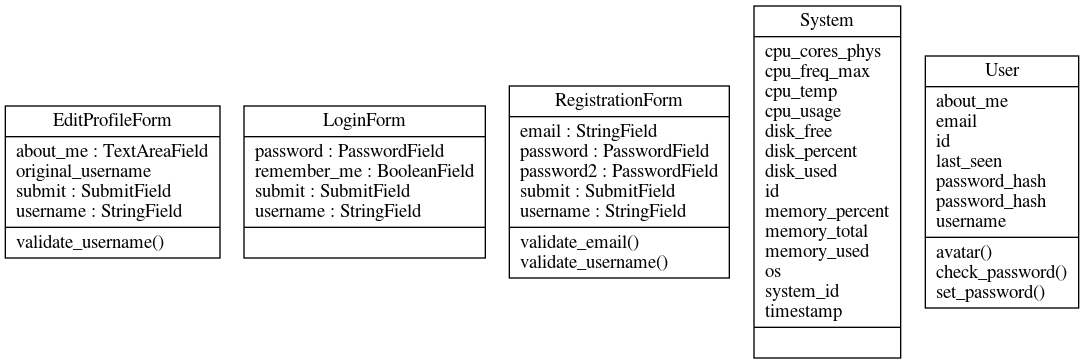 EditProfileForm
about_me : TextAreaField
original_username
submit : SubmitField
username : StringField
validate_username()
LoginForm
password : PasswordField
remember_me : BooleanField
submit : SubmitField
username : StringField
RegistrationForm
email : StringField
password : PasswordField
password2 : PasswordField
submit : SubmitField
username : StringField
validate_email()
validate_username()
System
cpu_cores_phys
cpu_freq_max
cpu_temp
cpu_usage
disk_free
disk_percent
disk_used
id
memory_percent
memory_total
memory_used
os
system_id
timestamp
User
about_me
email
id
last_seen
password_hash
password_hash
username
avatar()
check_password()
set_password()